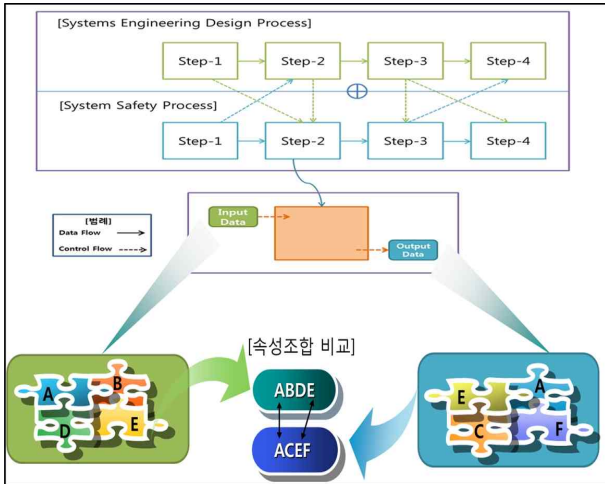 [Systems Engineering Design Process]
Step-1 Step-2 Step-3 Step-4
[System Safety Process]
Step-1 Step-2 Step-3 Step-4
[범례]
Data Flow
Control Flow
Input
Data
Output
Data
[속성조합 비교]
A B
D E
ABDE
ACEF
E A
C F